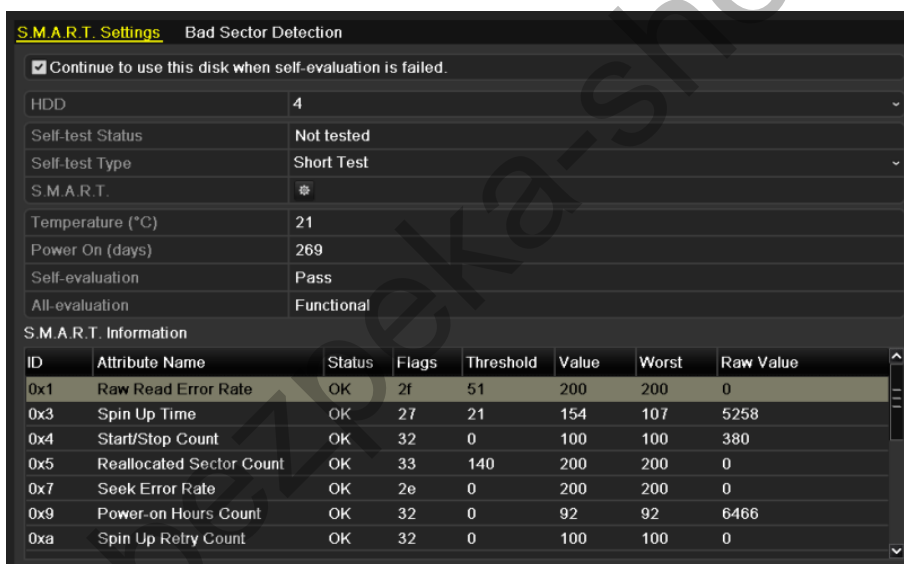 S.M.A.R.T. Settings Bad Sector Detection
Continue to use this disk when self-evaluation is failed.
HDD 4
Self-test Status Not tested
Self-test Type Short Test
S.M.A.R.T.
Temperature (°C) 21
Power On (days) 269
Self-evaluation Pass
All-evaluation Functional
S.M.A.R.T. Information
ID Attribute Name Status Flags Threshold Value Worst Raw Value
0x1 Raw Read Error Rate OK 2f 51 200 200 0
0x3 Spin Up Time OK 27 21 154 107 5258
0x4 Start/Stop Count OK 32 0 100 100 380
0x5 Reallocated Sector Count OK 33 140 200 200 0
0x7 Seek Error Rate OK 2e 0 200 200 0
0x9 Power-on Hours Count OK 32 0 92 92 6466
0xa Spin Up Retry Count OK 32 0 100 100 0
bezpeka-sho